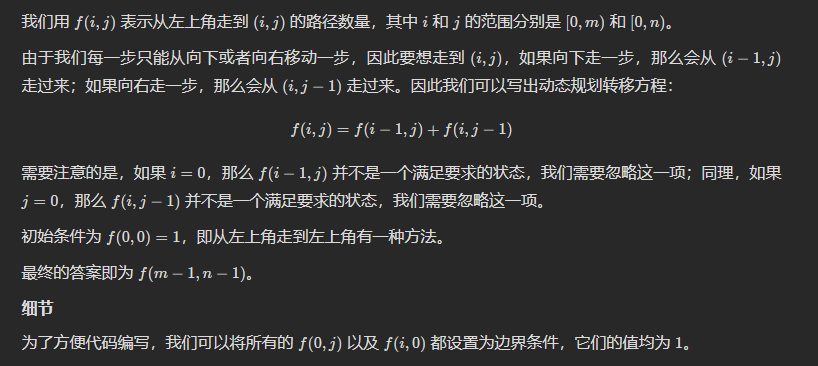 我们用 f(i, j) 表示从左上角走到 (i, j) 的路径数量，其中 i 和 j 的范围分别是 [0, m) 和 [0, n)。
由于我们每一步只能从向下或者向右移动一步，因此要想走到 (i, j)，如果向下走一步，那么会从 (i − 1, j)
走过来；如果向右走一步，那么会从 (i, j − 1) 走过来。因此我们可以写出动态规划转移方程：
f(i, j) = f(i − 1, j) + f(i, j − 1)
需要注意的是，如果 i = 0，那么 f(i − 1, j) 并不是一个满足要求的状态，我们需要忽略这一项；同理，如果
j = 0，那么 f(i, j − 1) 并不是一个满足要求的状态，我们需要忽略这一项。
初始条件为 f(0, 0) = 1，即从左上角走到左上角有一种方法。
最终的答案即为 f(m − 1, n − 1)。
细节
为了方便代码编写，我们可以将所有的 f(0, j) 以及 f(i, 0) 都设置为边界条件，它们的值均为 1。